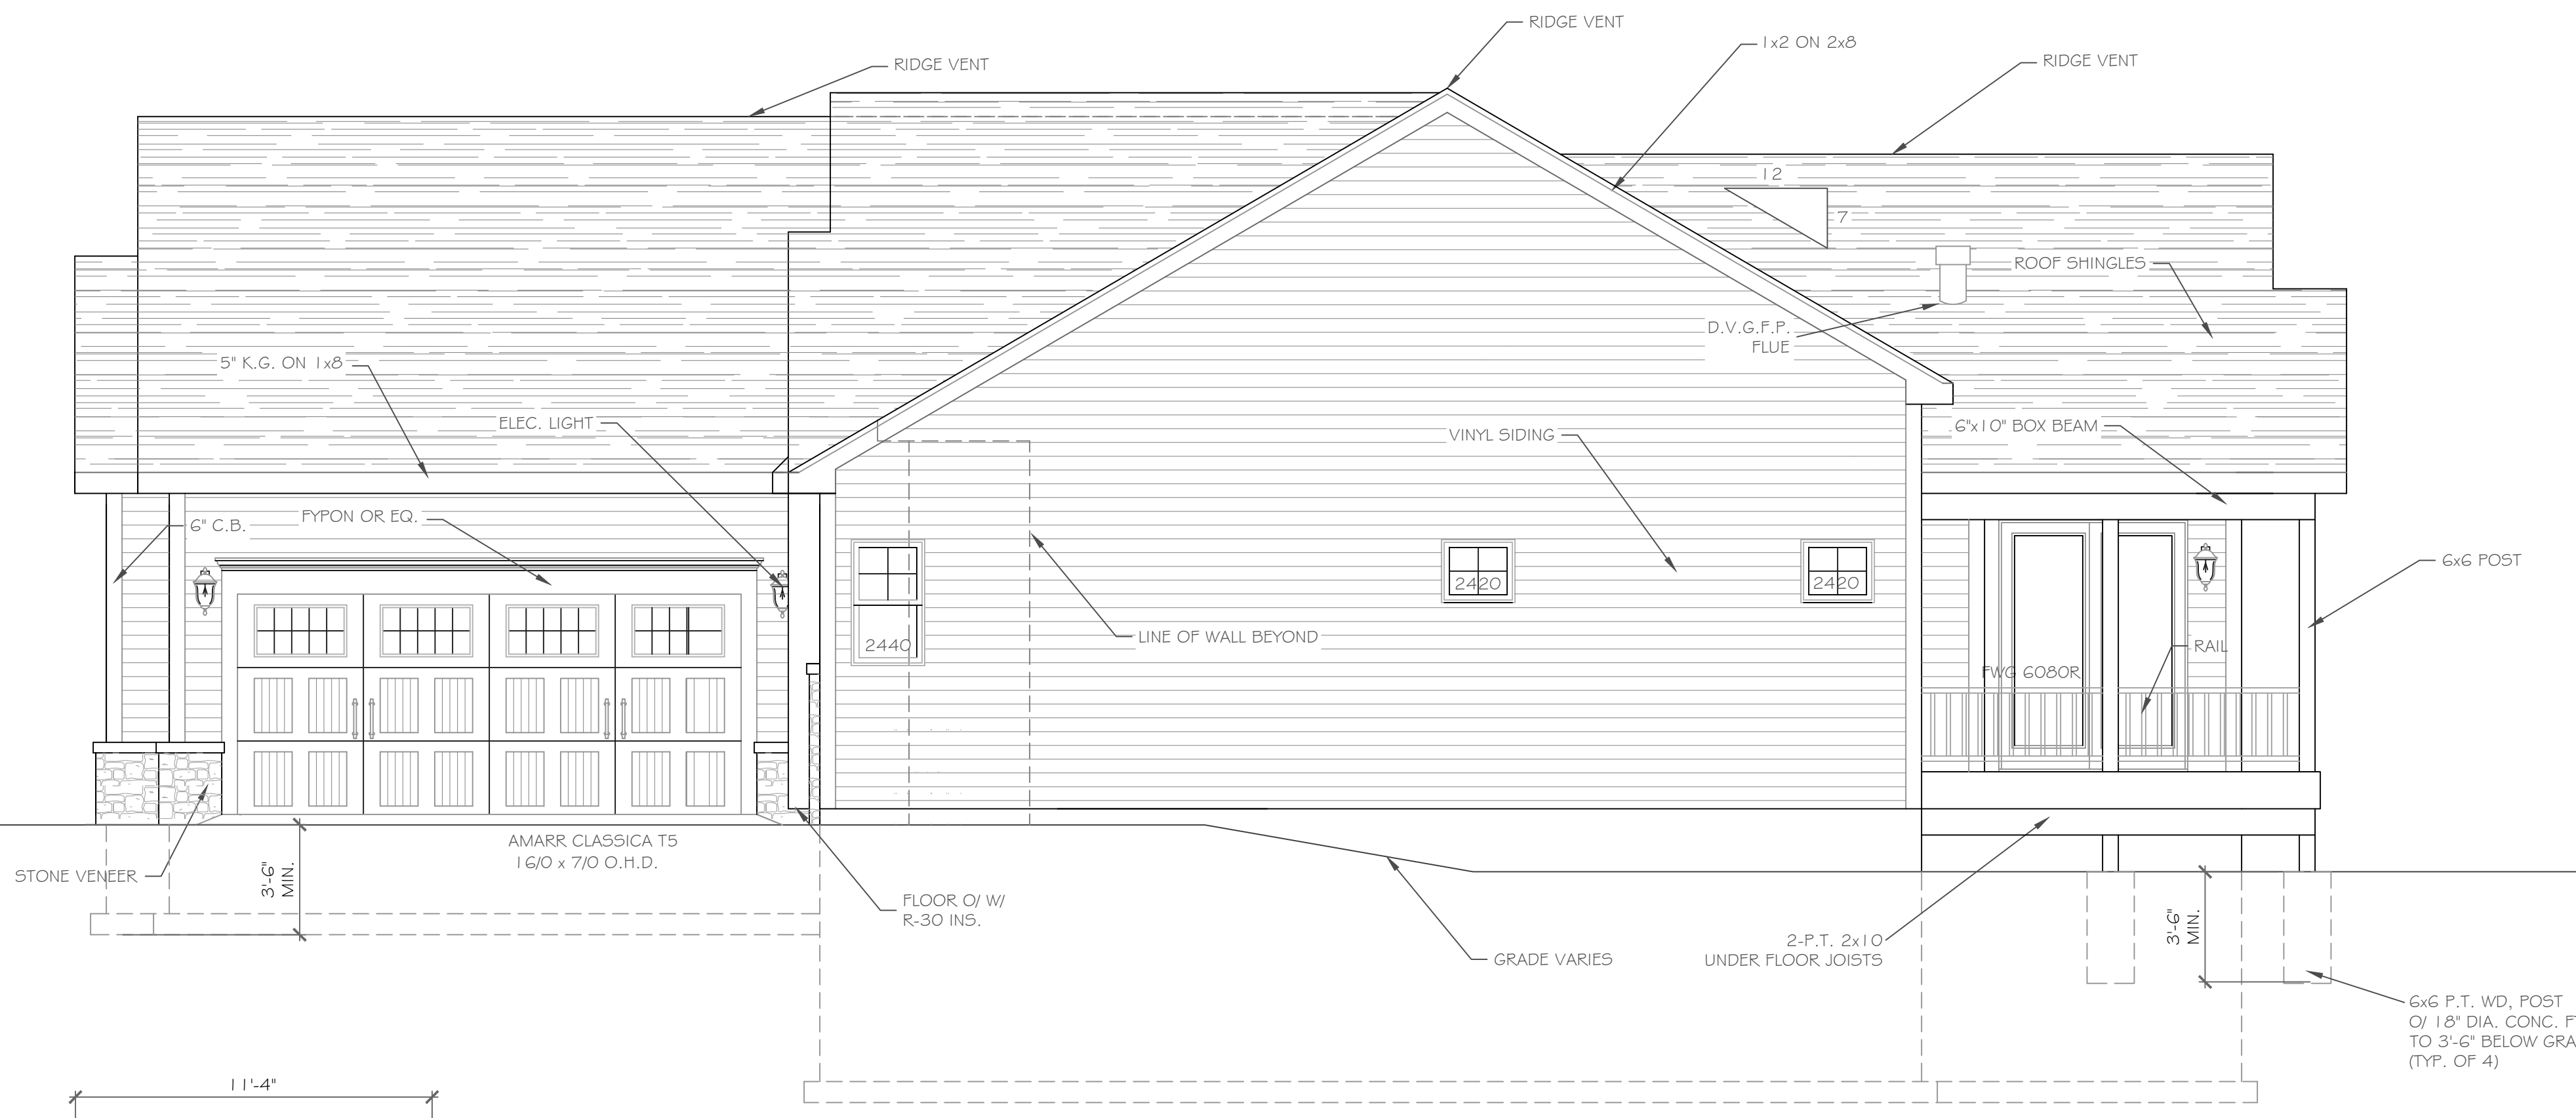 RIDGE VENT
1x2 ON 2x8
RIDGE VENT
RIDGE VENT
12
7
ROOF SHINGLES
D.V.G.F.P.
FLUE
5" K.G. ON 1x8
ELEC. LIGHT
VINYL SIDING
6"x10" BOX BEAM
6" C.B.
FYPON OR EQ.
6x6 POST
2420
2420
LINE OF WALL BEYOND
2440
RAIL
FWG 6080R
AMARR CLASSICA T5
16/0 x 7/0 O.H.D.
STONE VENEER
3'-6"
MIN.
FLOOR O/ W/
R-30 INS.
GRADE VARIES
2-P.T. 2x10
UNDER FLOOR JOISTS
3'-6"
MIN.
6x6 P.T. WD, POST
O/ 18" DIA. CONC.
TO 3'-6" BELOW
(TYP. OF 4)
11'-4"